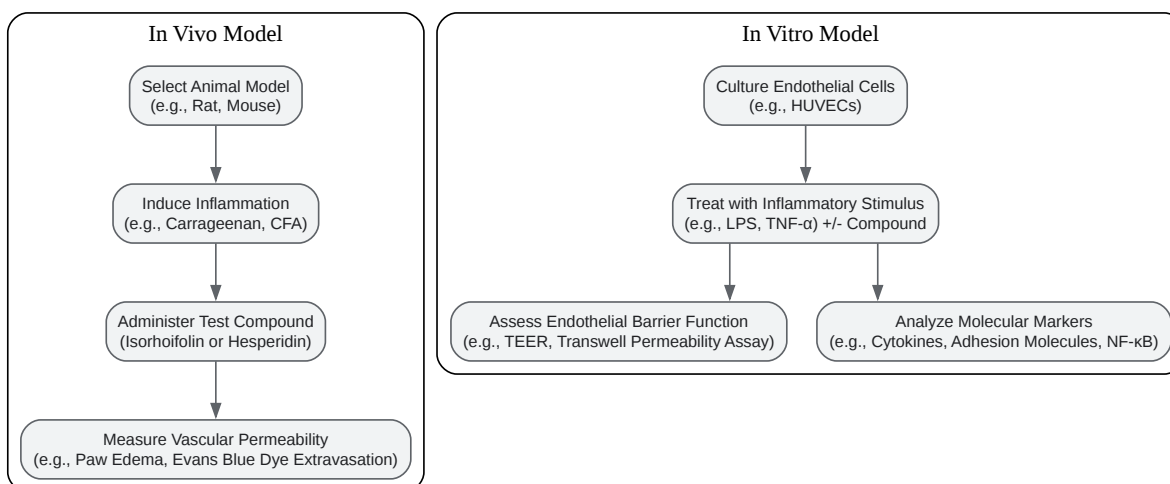 In Vivo Model
Select Animal Model
(e.g., Rat, Mouse)
Induce Inflammation
(e.g., Carrageenan, CFA)
Administer Test Compound
(Isorhoifolin or Hesperidin)
Measure Vascular Permeability
(e.g., Paw Edema, Evans Blue Dye Extravasation)
In Vitro Model
Culture Endothelial Cells
(e.g., HUVECs)
Treat with Inflammatory Stimulus
(e.g., LPS, TNF-α) +/- Compound
Assess Endothelial Barrier Function
(e.g., TEER, Transwell Permeability Assay)
Analyze Molecular Markers
(e.g., Cytokines, Adhesion Molecules, NF-κB)